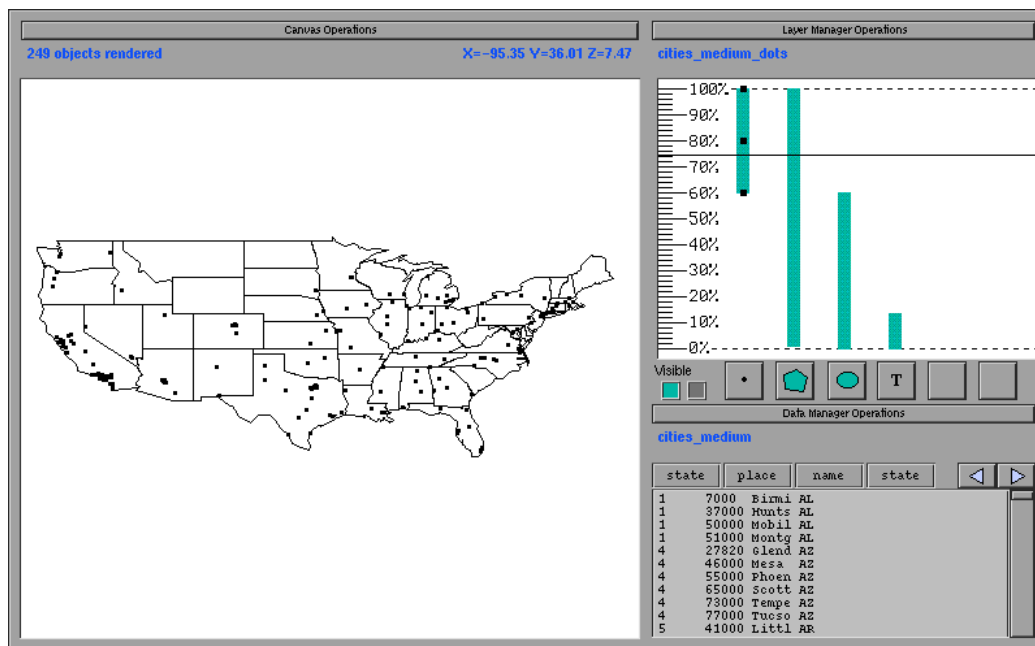 Canvas Operations
249 objects rendered
X=-95.35 Y=36.01 Z=7.47
Layer Manager Operations
cities_medium_dots
100%
90%
80%
70%
60%
50%
40%
30%
20%
10%
0%
Visible
T
Data Manager Operations
cities_medium
state place name state
1 7000 Birmi AL
1 37000 Hunts AL
1 50000 Mobil AL
1 51000 Montg AL
4 27820 Glend AZ
4 46000 Mesa AZ
4 55000 Phoen AZ
4 65000 Scott AZ
4 73000 Tempe AZ
4 77000 Tucso AZ
5 41000 Littl AR